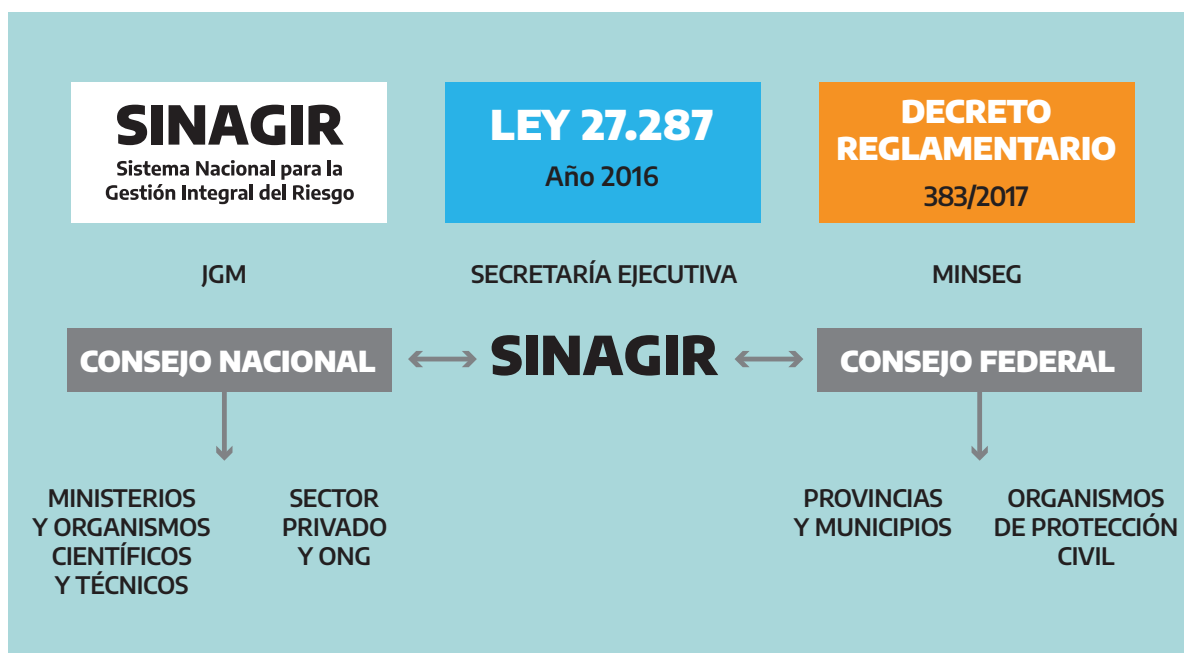 SINAGIR
Sistema Nacional para la
Gestión Integral del Riesgo
LEY 27.287
Año 2016
DECRETO
REGLAMENTARIO
383/2017
JGM
SECRETARÍA EJECUTIVA
MINSEG
CONSEJO NACIONAL
SINAGIR
CONSEJO FEDERAL
MINISTERIOS
Y ORGANISMOS
CIENTÍFICOS
Y TÉCNICOS
SECTOR
PRIVADO
Y ONG
PROVINCIAS
Y MUNICIPIOS
ORGANISMOS
DE PROTECCIÓN
CIVIL